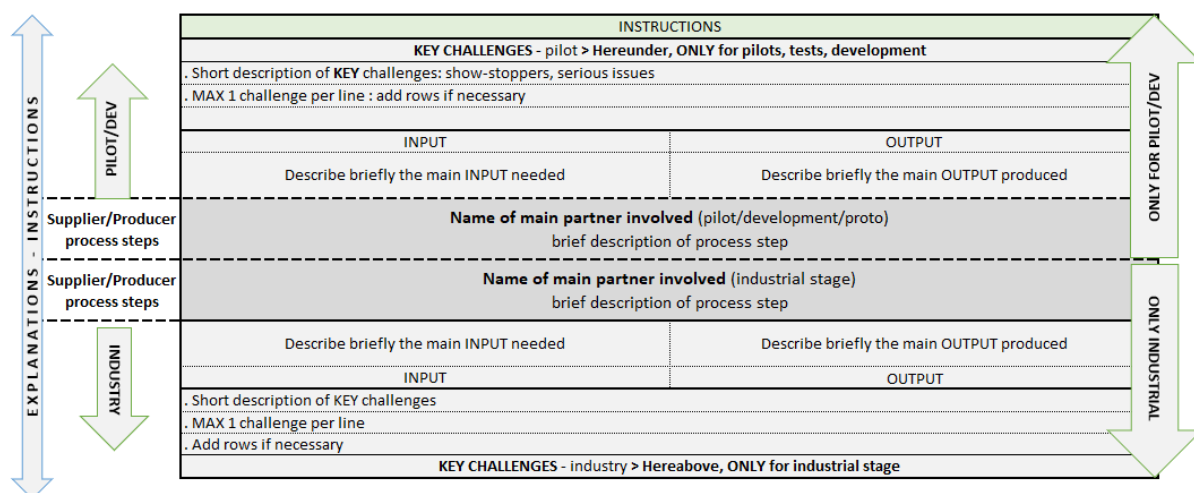 INSTRUCTIONS
KEY CHALLENGES - pilot > Hereunder, ONLY for pilots, tests, development
. Short description of KEY challenges: show-stoppers, serious issues
. MAX 1 challenge per line : add rows if necessary
INPUT
OUTPUT
Describe briefly the main INPUT needed
Describe briefly the main OUTPUT produced
Supplier/Producer
process steps
Name of main partner involved (pilot/development/proto)
brief description of process step
Supplier/Producer
process steps
Name of main partner involved (industrial stage)
brief description of process step
Describe briefly the main INPUT needed
Describe briefly the main OUTPUT produced
INPUT
OUTPUT
. Short description of KEY challenges
. MAX 1 challenge per line
. Add rows if necessary
KEY CHALLENGES - industry > Hereabove, ONLY for industrial stage
EXPLANATIONS - INSTRUCTIONS
PILOT/DEV
INDUSTRY
ONLY FOR PILOT/DEV
ONLY INDUSTRIAL